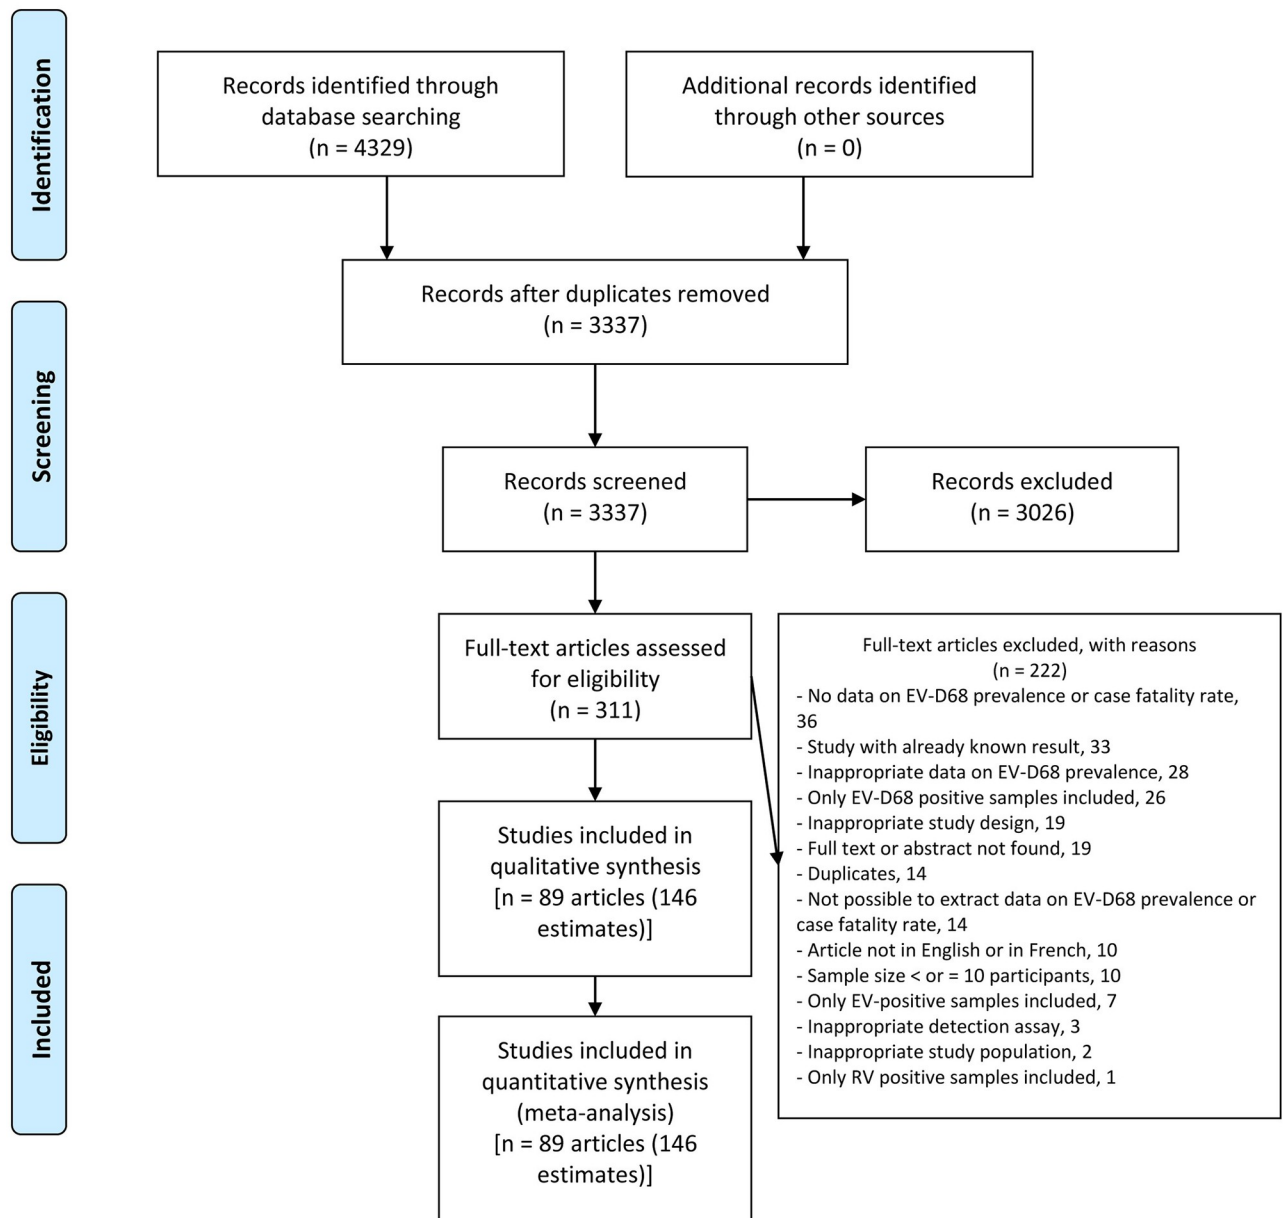 Identification
Records identified through
database searching
(n = 4329)
Additional records identified
through other sources
(n = 0)
Records after duplicates removed
(n = 3337)
Screening
Records screened
(n = 3337)
Records excluded
(n = 3026)
Eligibility
Full-text articles assessed
for eligibility
(n = 311)
Full-text articles excluded, with reasons
(n = 222)
- No data on EV-D68 prevalence or case fatality rate,
36
- Study with already known result, 33
- Inappropriate data on EV-D68 prevalence, 28
- Only EV-D68 positive samples included, 26
- Inappropriate study design, 19
- Full text or abstract not found, 19
- Duplicates, 14
- Not possible to extract data on EV-D68 prevalence or
case fatality rate, 14
- Article not in English or in French, 10
- Sample size < or = 10 participants, 10
- Only EV-positive samples included, 7
- Inappropriate detection assay, 3
- Inappropriate study population, 2
- Only RV positive samples included, 1
Studies included in
qualitative synthesis
[n = 89 articles (146
estimates)]
Included
Studies included in
quantitative synthesis
(meta-analysis)
[n = 89 articles (146
estimates)]